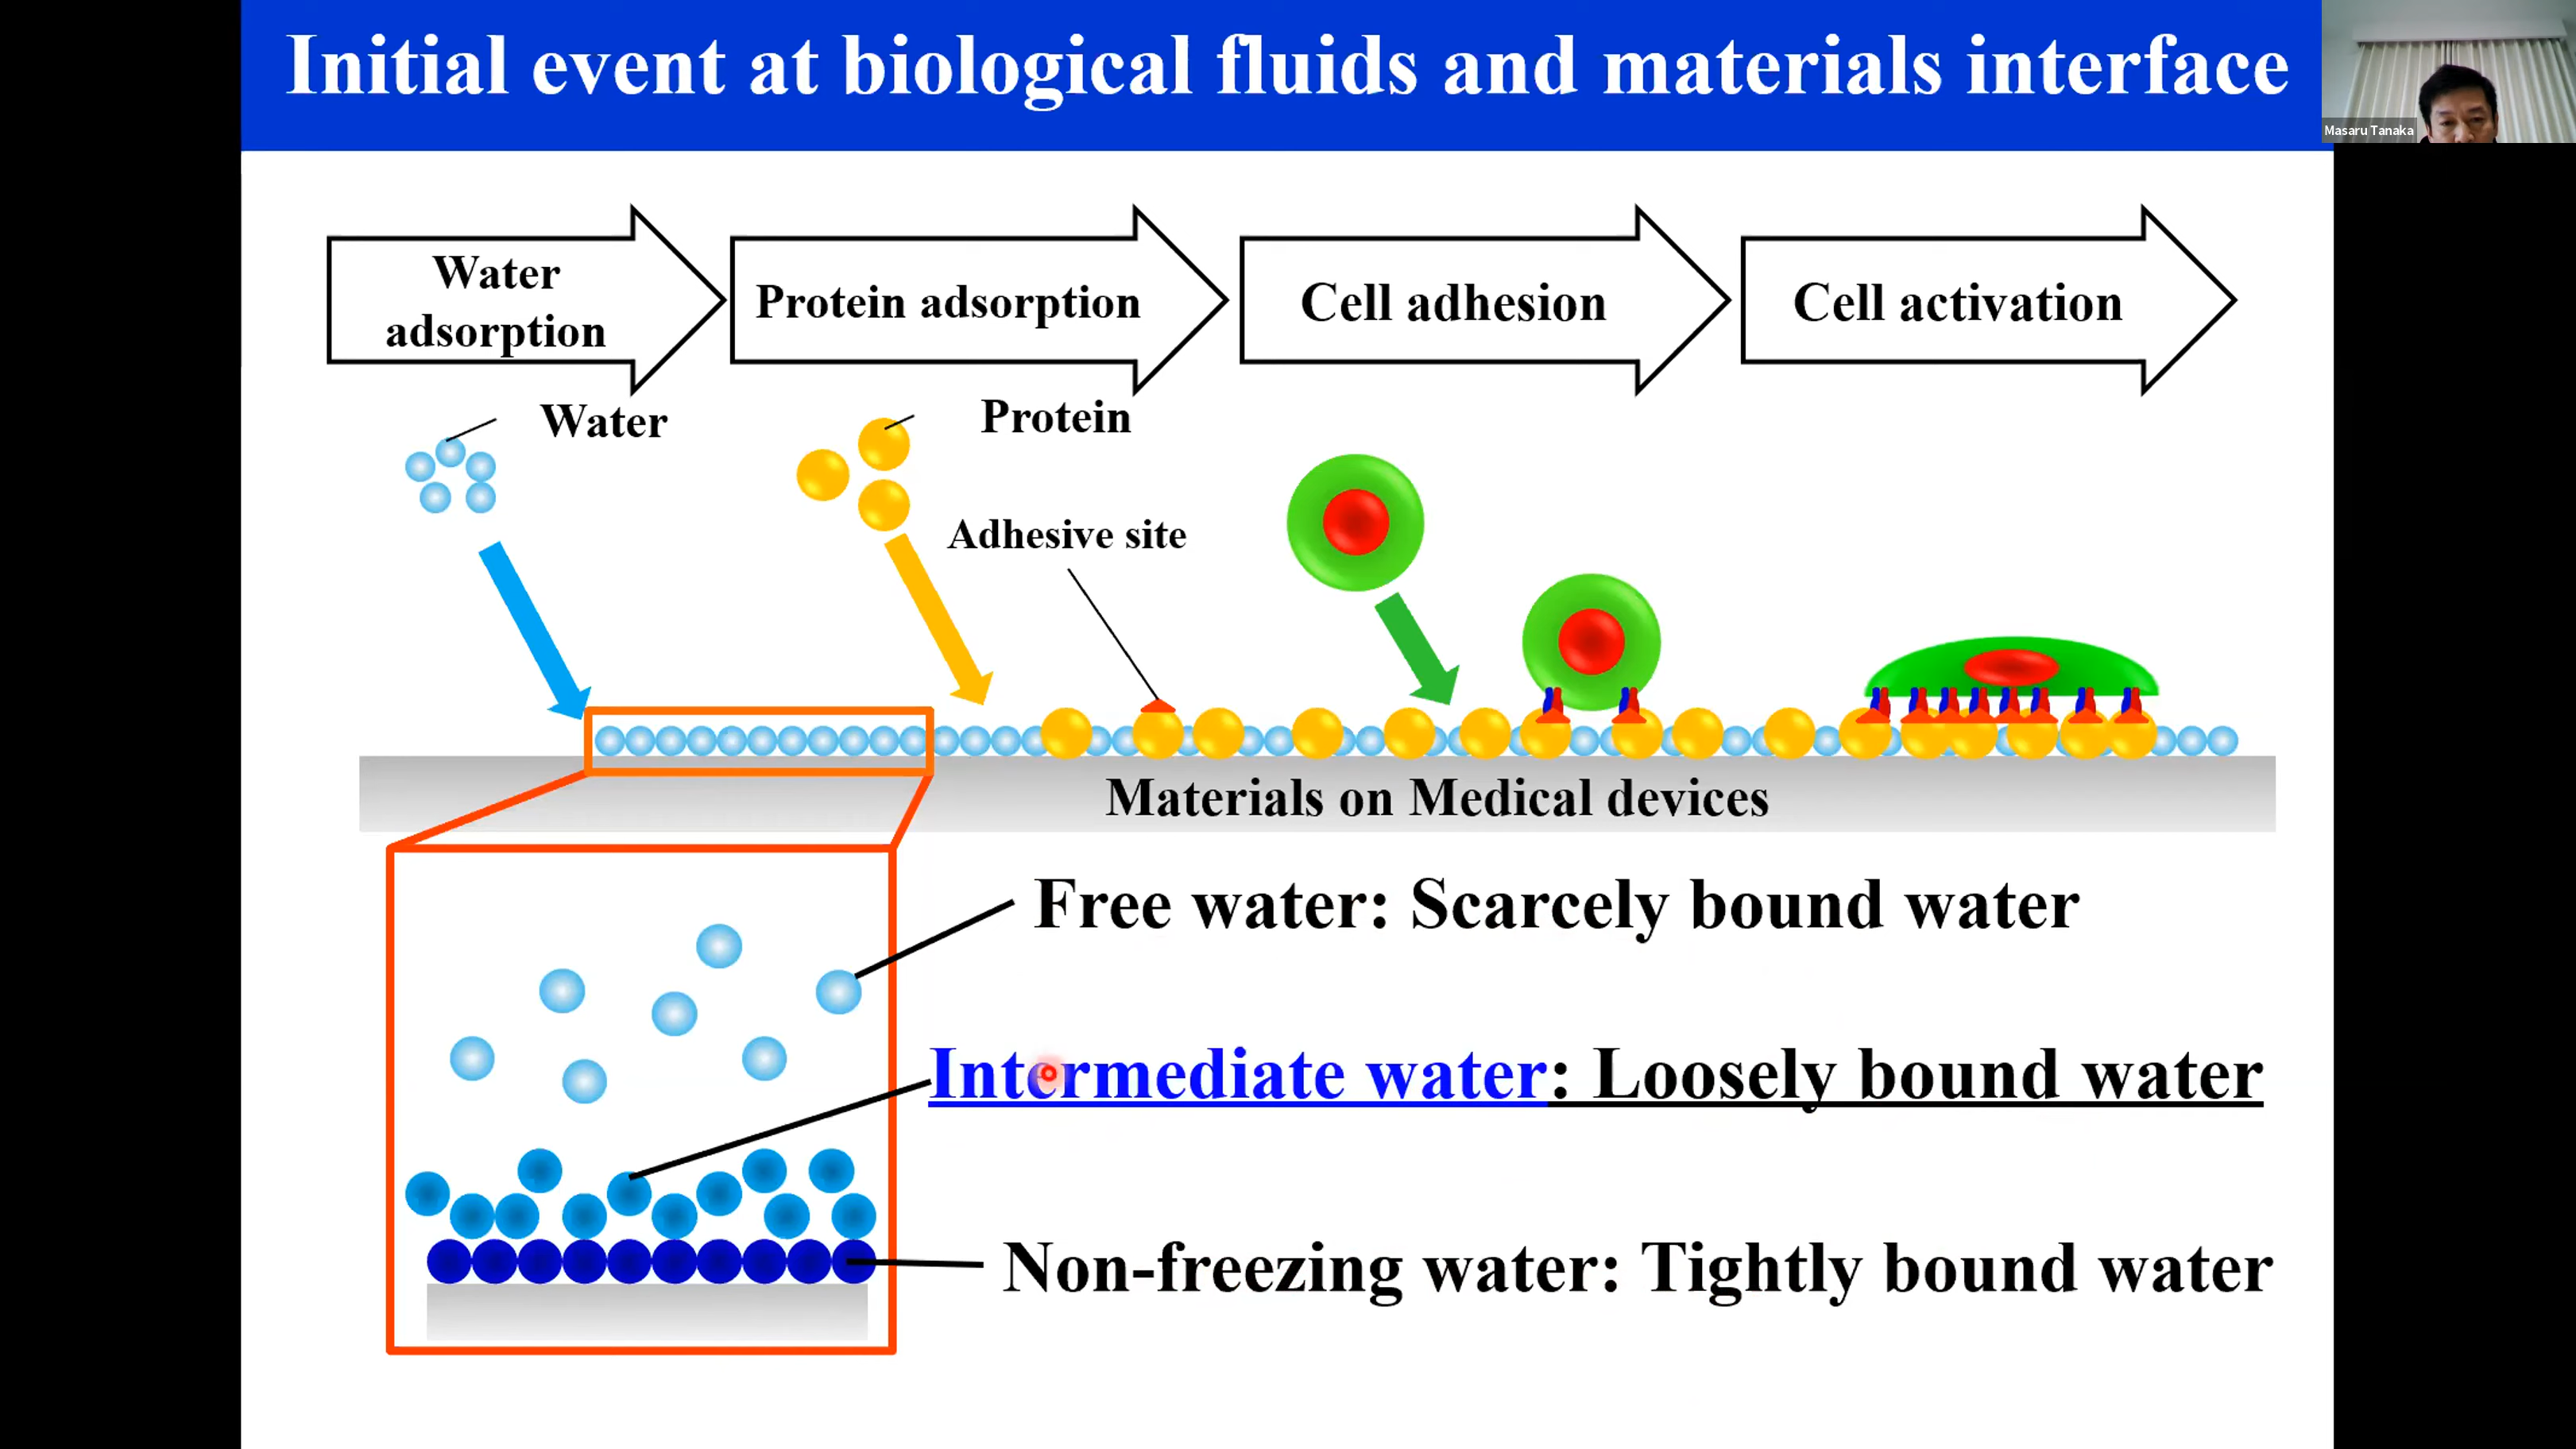 Initial event at biological fluids and materials interface
Masaru Tanaka
Water
adsorption
Protein adsorption
Cell adhesion
Cell activation
Water
Protein
Adhesive site
Materials on Medical devices
Free water: Scarcely bound water
Intermediate water: Loosely bound water
Non-freezing water: Tightly bound water